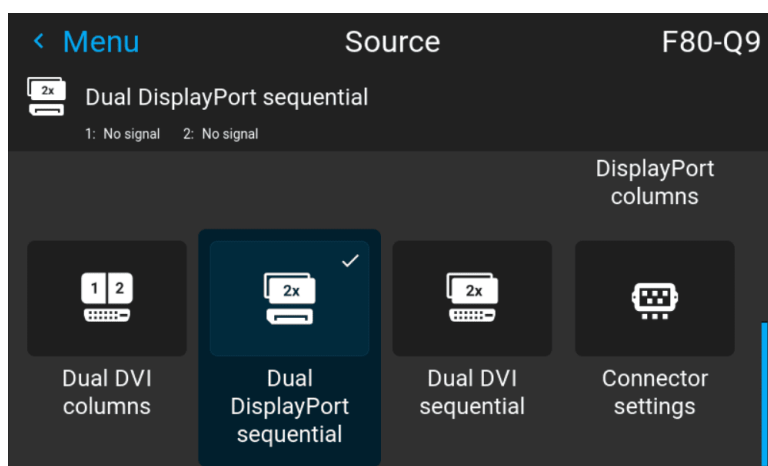 Menu
Source
F80-Q9
2x
Dual DisplayPort sequential
1: No signal 2: No signal
DisplayPort
columns
1 2
2x
2x
Dual DVI
columns
Dual
DisplayPort
sequential
Dual DVI
sequential
Connector
settings